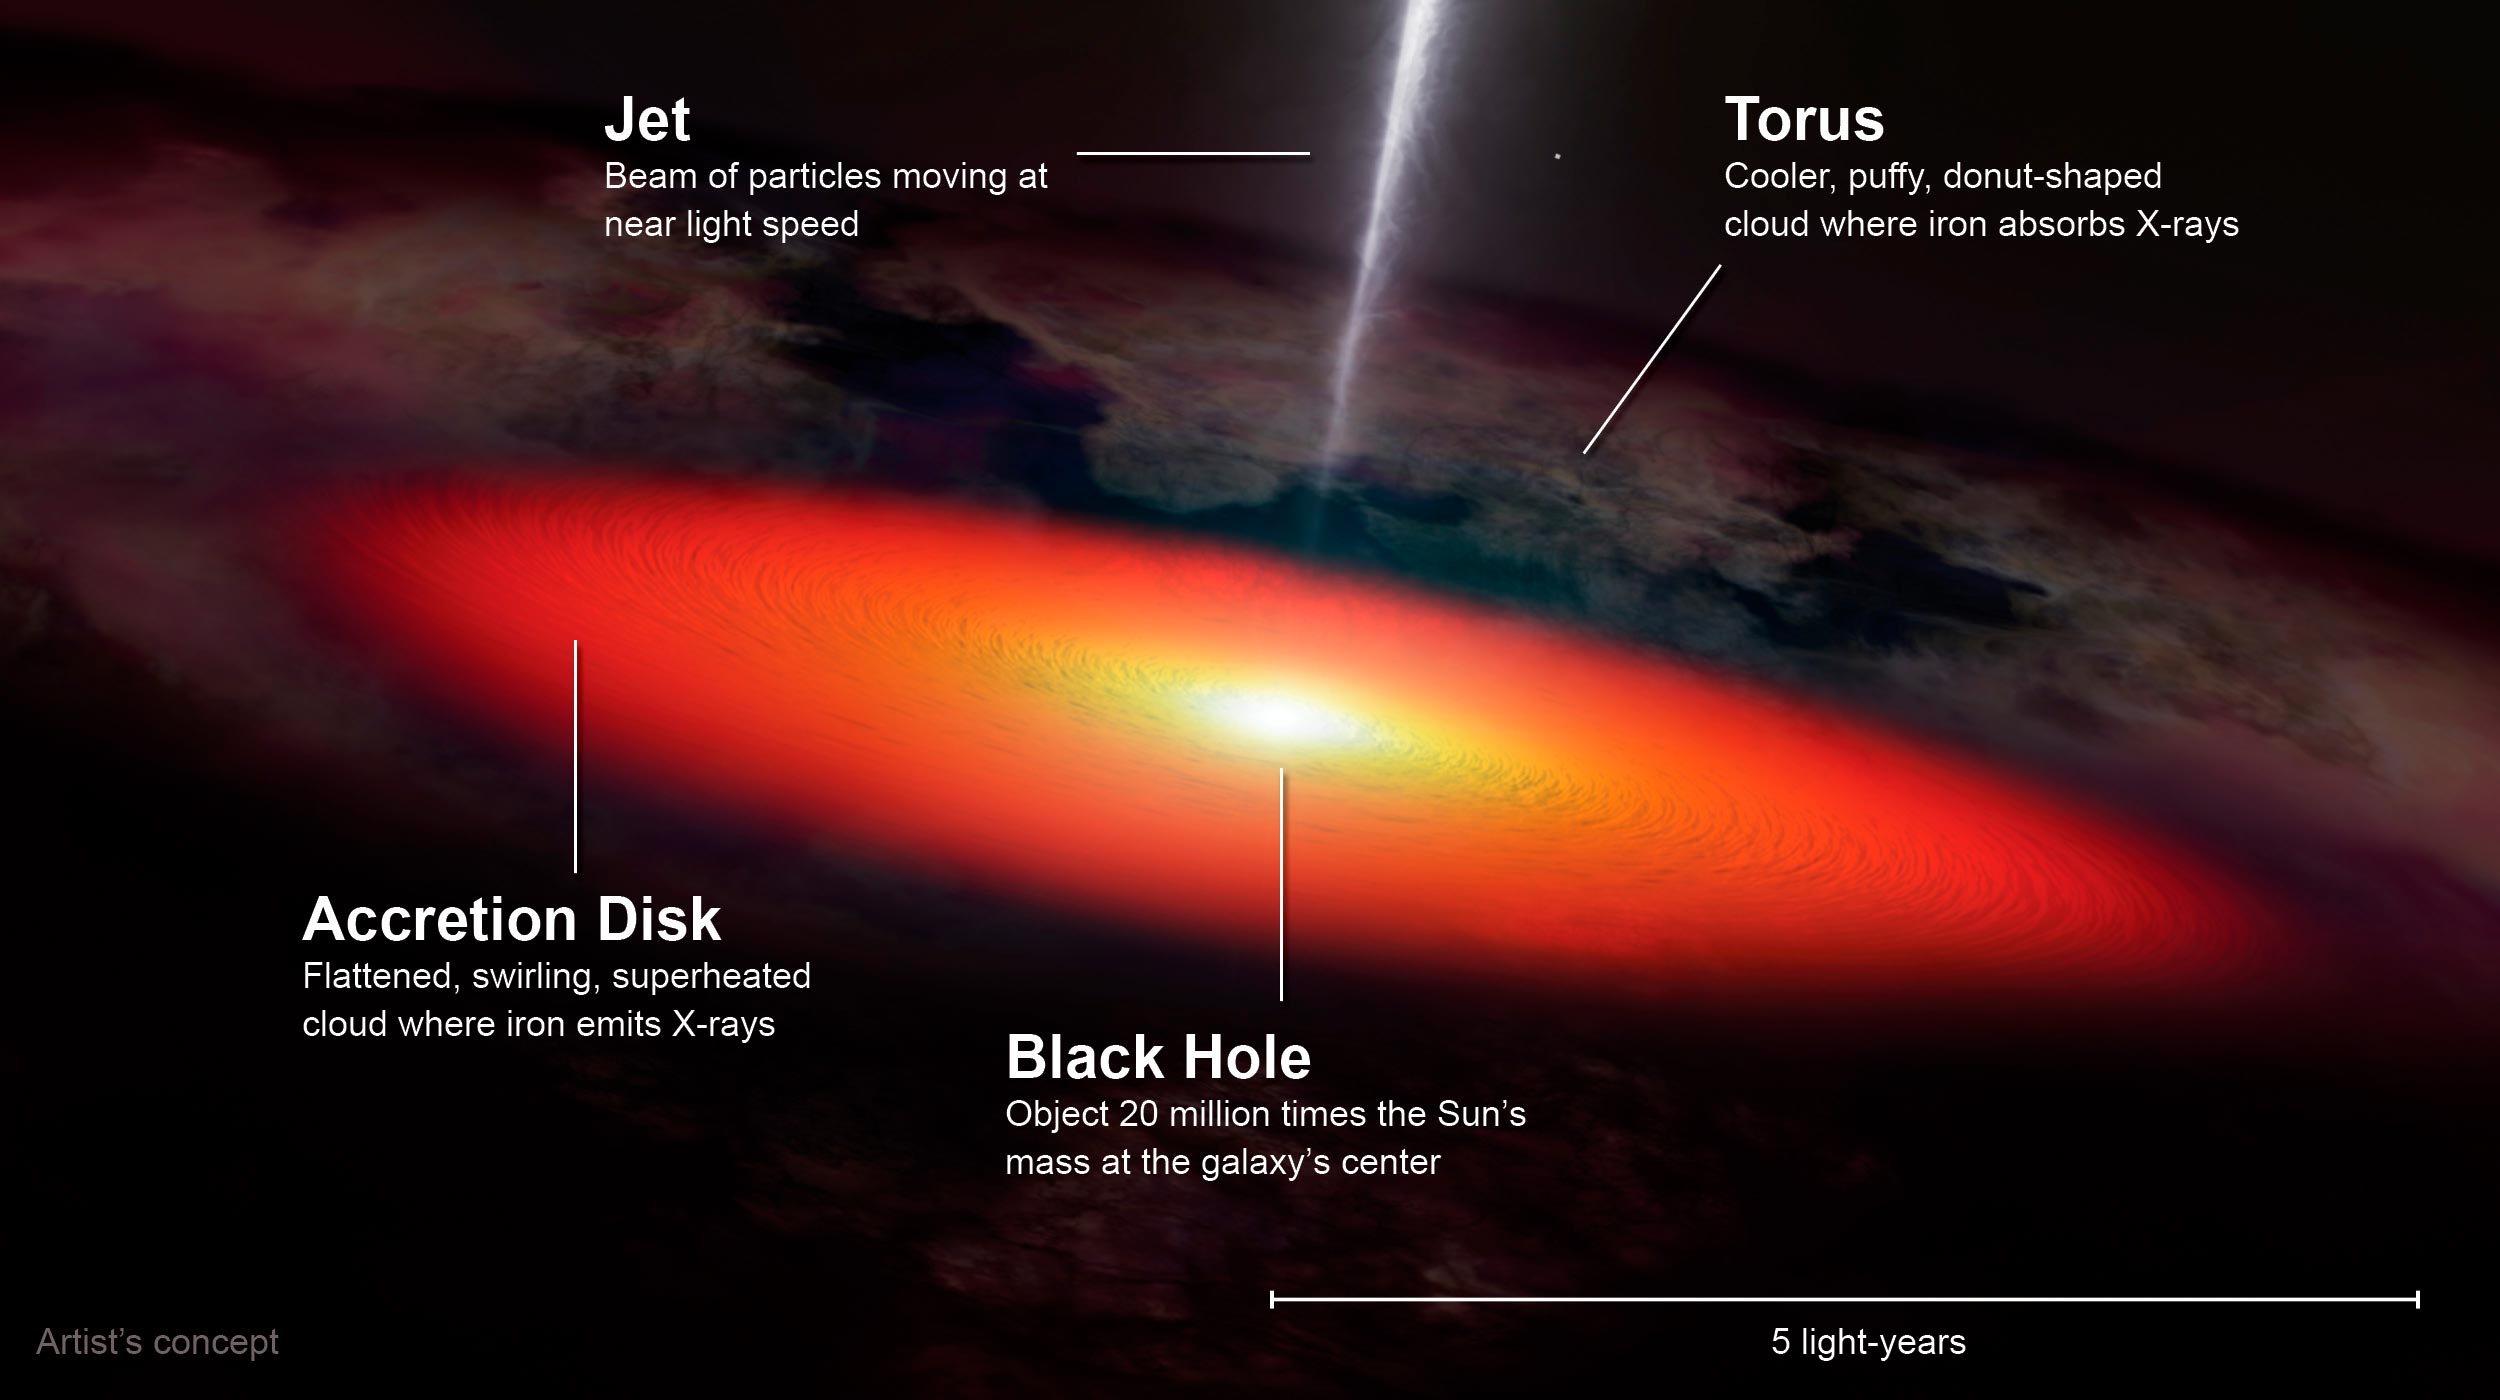 Jet
Beam of particles moving at
near light speed
Torus
Cooler, puffy, donut-shaped
cloud where iron absorbs X-rays
Accretion Disk
Flattened, swirling, superheated
cloud where iron emits X-rays
Black Hole
Object 20 million times the Sun’s
mass at the galaxy’s center
5 light-years
Artist’s concept